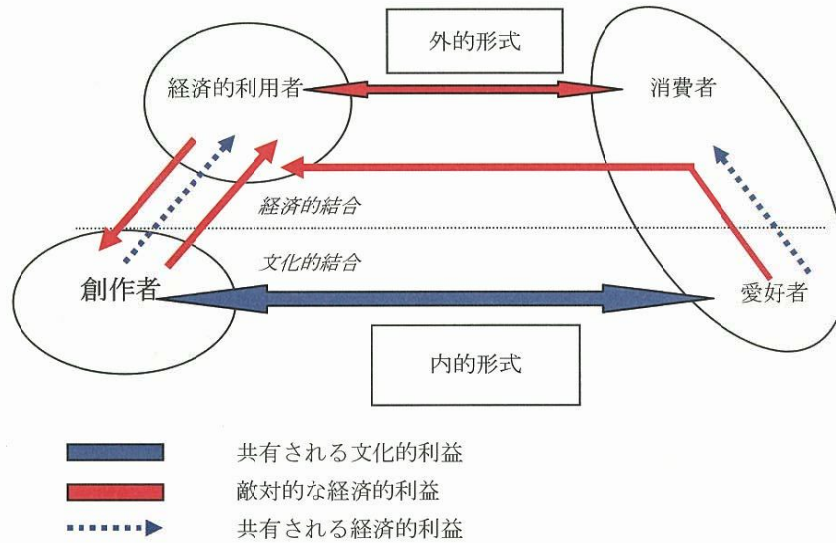 外的形式
経済的利用者
消費者
経済的結合
文化的結合
創作者
愛好者
内的形式
共有される文化的利益
敵対的な経済的利益
共有される経済的利益